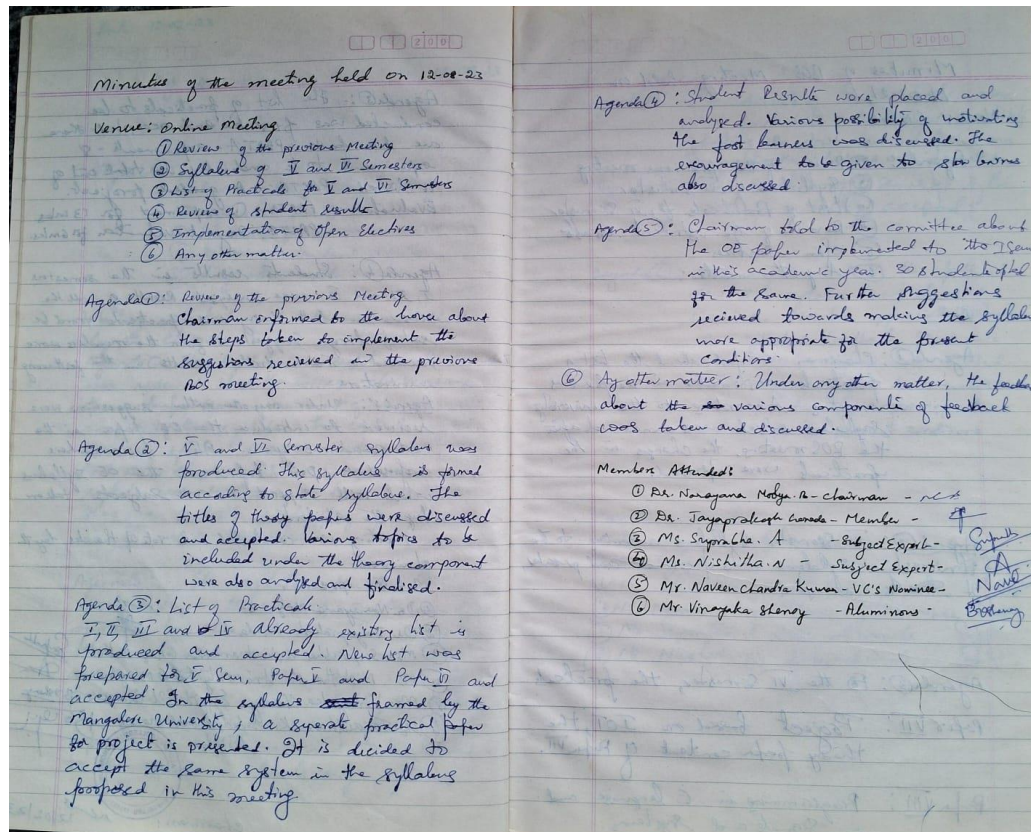 Minutes of the meeting held on 12-08-23
Venue: Online Meeting
① Review of the previous Meeting
② Syllabus of V and VI Semesters
③ List of Practicals for V and VI Semesters
④ Review of student results
⑤ Implementation of Open Electives
⑥ Any other matter.
Agenda①: Review of the previous Meeting
Chairman informed to the house about
the steps taken to implement the
suggestions recieved in the previous
BOS meeting.
Agenda②: V and VI Semester syllabus was
produced. This syllabus is formed
according to state syllabus. The
titles of theory papers were discussed
and accepted. Various topics to be
included under the theory component
were also andysed and findised.
Agenda ③: List of Practicals
I, II, III and IV already existing list is
produced and accepted. New list was
prepared for V Sem, Paper V and Paper VI and
accepted In the syllabus framed by the
Mangalore University, a seperate practical paper
for project is presented. It is decided to
accept the same system in the syllabus
proposed in this meeting.
Agenda④: Student Results were placed and
analysed. Various possibility of motivating
the fast learners was discussed. The
encouragement to be given to slow learners
also discussed.
Agenda⑤: Chairman told to the committee about
the OE paper implemented to the I Sem
in this academic year. 30 students opted
for the same. Further suggestions
recieved towards making the syllabus
more appropriate for the present
conditions.
⑥ Ay other matter: Under any other matter, the feedba
about the various components of feedback
was taken and discussed.
Members Attended:
① Dr. Narayana Moolya. B- Chairman -
② Dr. Jayaprakash - Member -
③ Ms. Suprabha. A - Subject Expert-
④ Ms. Nishitha. N - Subject Expert-
⑤ Mr. Naveen Chandra Kumar - VC's Nominee-
⑥ Mr Vinayaka Shenoy - Aluminous -